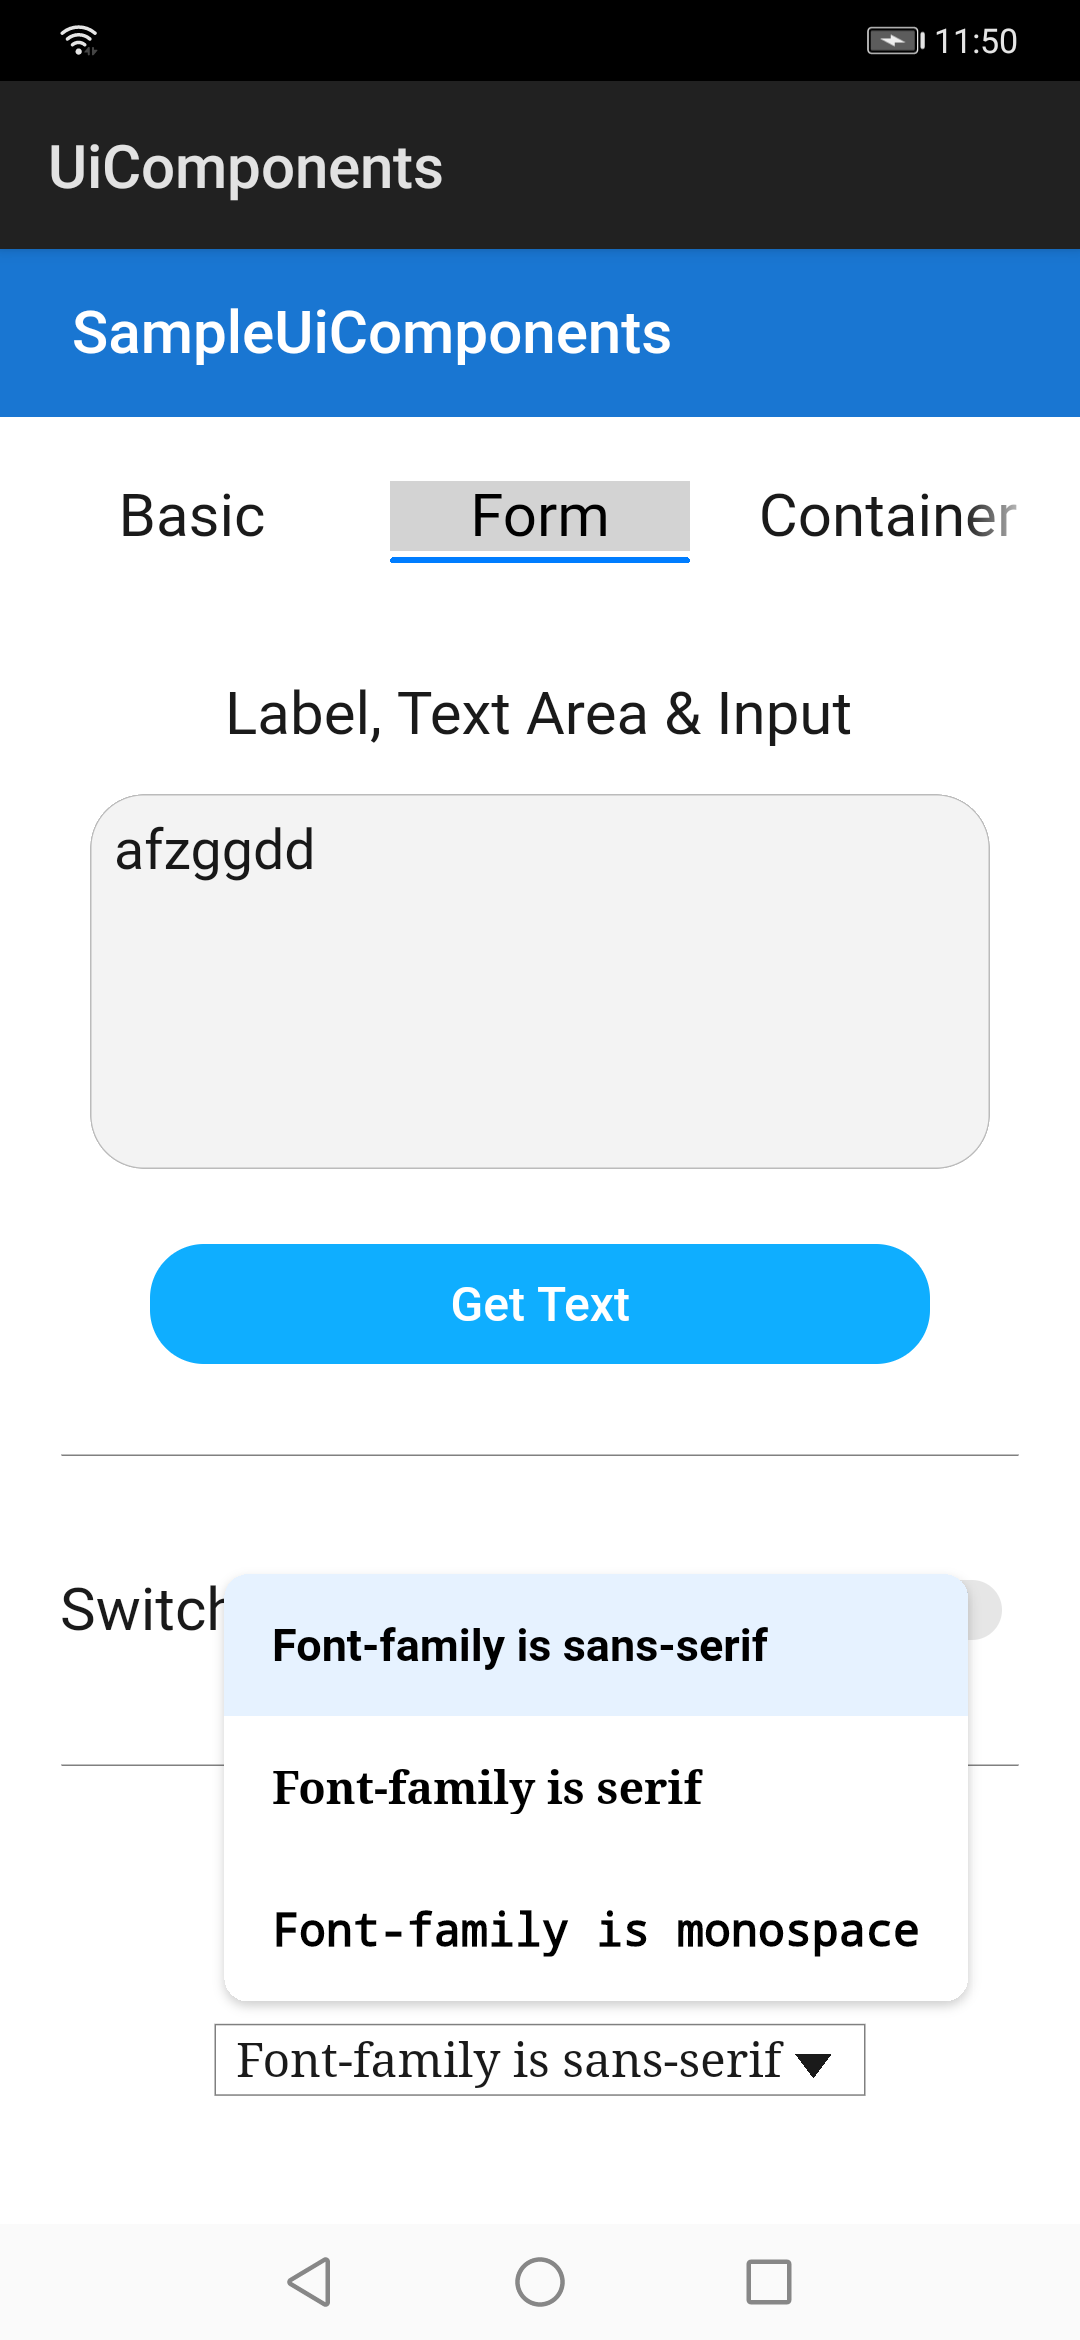 11:50
UiComponents
SampleUiComponents
Basic Form Container
Label, Text Area & Input
afzggdd
Get Text
Switch
Font-family is sans-serif
Font-family is serif
Font-family is monospace
Font-family is sans-serif